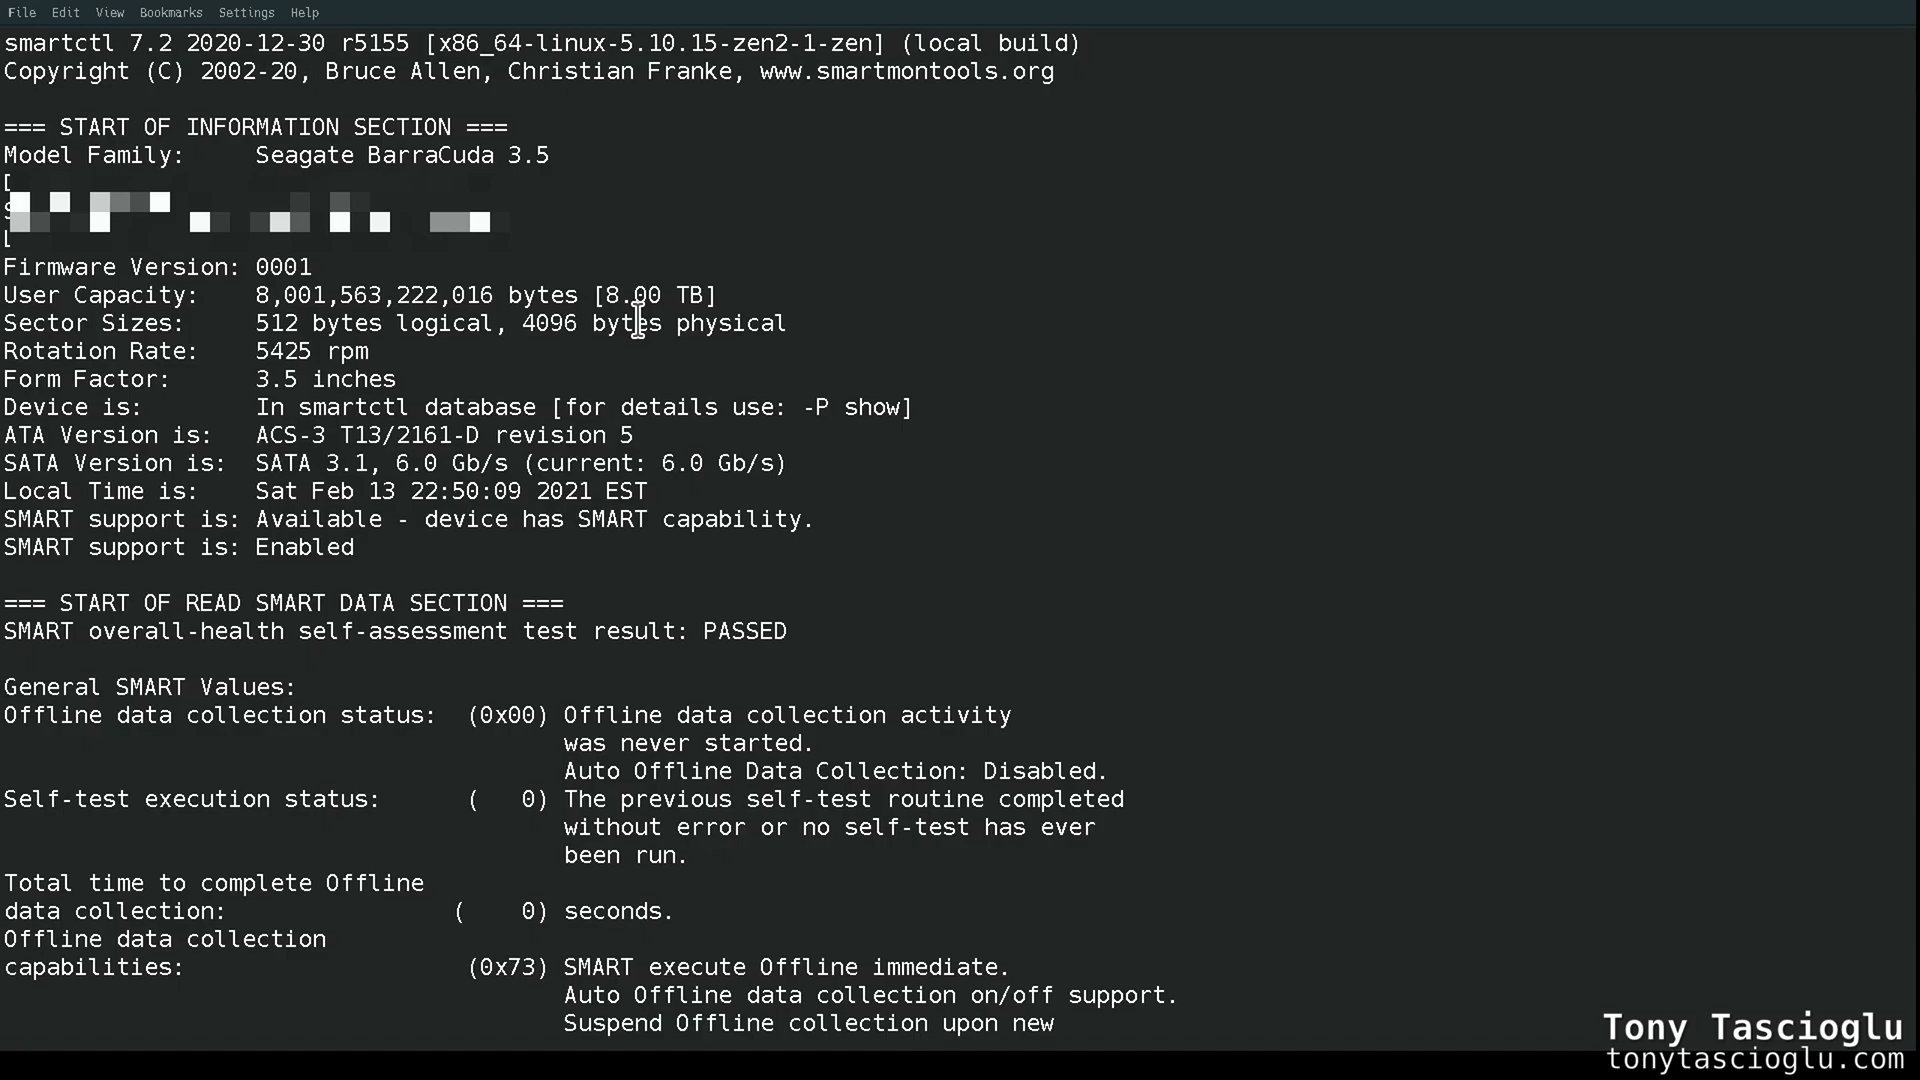 File Edit View Bookmarks Settings Help
smartctl 7.2 2020-12-30 r5155 [x86_64-linux-5.10.15-zen2-1-zen] (local build)
Copyright (C) 2002-20, Bruce Allen, Christian Franke, www.smartmontools.org
=== START OF INFORMATION SECTION ===
Model Family:     Seagate BarraCuda 3.5
Firmware Version: 0001
User Capacity:    8,001,563,222,016 bytes [8.00 TB]
Sector Sizes:     512 bytes logical, 4096 bytes physical
Rotation Rate:    5425 rpm
Form Factor:      3.5 inches
Device is:        In smartctl database [for details use: -P show]
ATA Version is:   ACS-3 T13/2161-D revision 5
SATA Version is:  SATA 3.1, 6.0 Gb/s (current: 6.0 Gb/s)
Local Time is:    Sat Feb 13 22:50:09 2021 EST
SMART support is: Available - device has SMART capability.
SMART support is: Enabled
=== START OF READ SMART DATA SECTION ===
SMART overall-health self-assessment test result: PASSED
General SMART Values:
Offline data collection status:  (0x00) Offline data collection activity
was never started.
Auto Offline Data Collection: Disabled.
Self-test execution status:      (   0) The previous self-test routine completed
without error or no self-test has ever
been run.
Total time to complete Offline
data collection:                (    0) seconds.
Offline data collection
capabilities:                    (0x73) SMART execute Offline immediate.
Auto Offline data collection on/off support.
Suspend Offline collection upon new
Tony Tascioglu
tonytascioglu.com